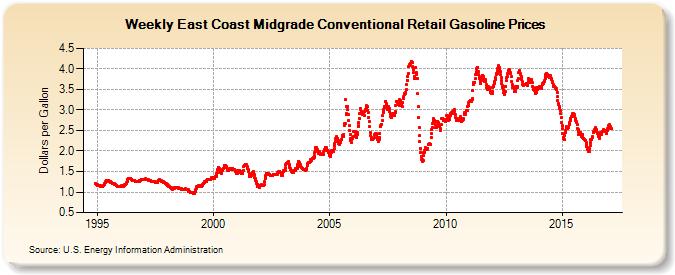 Weekly East Coast Midgrade Conventional Retail Gasoline Prices
Dollars per Gallon
4.5
4.0
3.5
3.0
2.5
2.0
1.5
1.0
0.5
1995 2000 2005 2010 2015
Source: U.S. Energy Information Administration